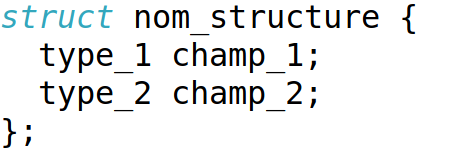 struct nom_structure {
  type_1 champ_1;
  type_2 champ_2;
};